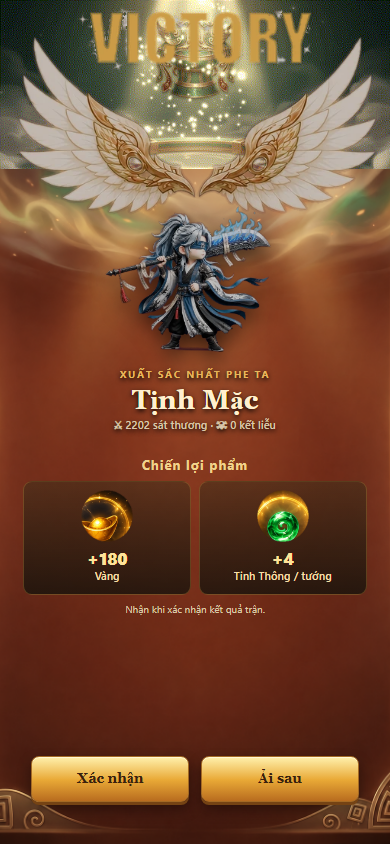 VICTORY
XUẤT SẮC NHẤT PHE TA
Tịnh Mặc
2202 sát thương · 0 kết liễu
Chiến lợi phẩm
+180
Vàng
+4
Tinh Thông / tướng
Nhận khi xác nhận kết quả trận.
Xác nhận
Ải sau